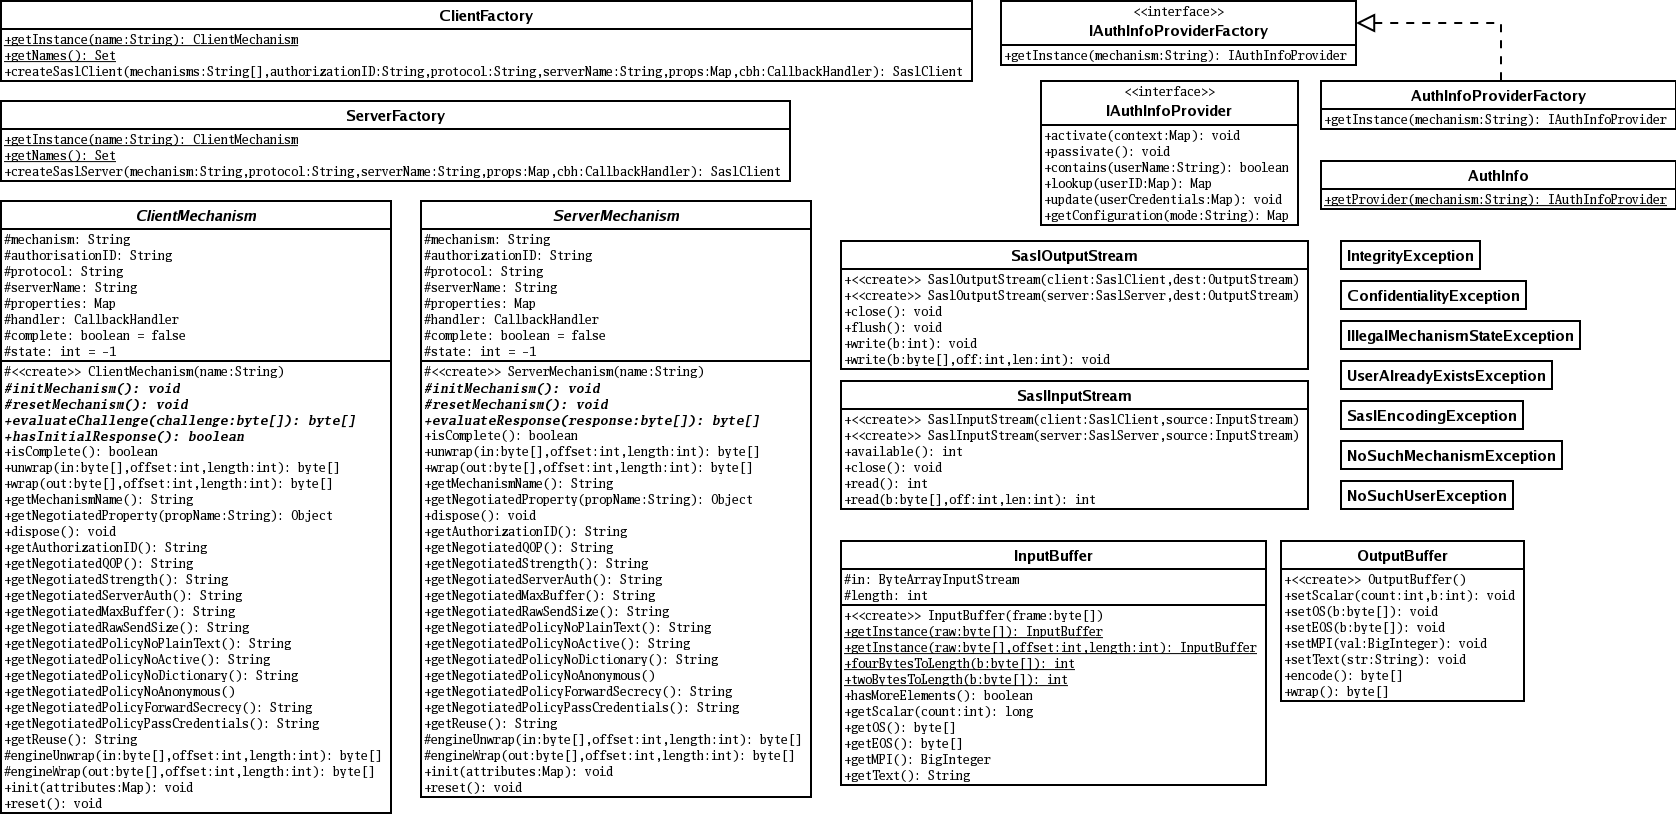 ClientFactory
+getInstance(name:String): ClientMechanism
+getNames(): Set
+createSaslClient(mechanisms:String[],authorizationID:String,protocol:String,serverName:String,props:Map,cbh:CallbackHandler): SaslClient
<<interface>>
IAuthInfoProviderFactory
+getInstance(mechanism:String): IAuthInfoProvider
ServerFactory
+getInstance(name:String): ClientMechanism
+getNames(): Set
+createSaslServer(mechanism:String,protocol:String,serverName:String,props:Map,cbh:CallbackHandler): SaslClient
<<interface>>
IAuthInfoProvider
+activate(context:Map): void
+passivate(): void
+contains(userName:String): boolean
+lookup(userID:Map): Map
+update(userCredentials:Map): void
+getConfiguration(mode:String): Map
AuthInfoProviderFactory
+getInstance(mechanism:String): IAuthInfoProvider
AuthInfo
+getProvider(mechanism:String): IAuthInfoProvider
ClientMechanism
#mechanism: String
#authorisationID: String
#protocol: String
#serverName: String
#properties: Map
#handler: CallbackHandler
#complete: boolean = false
#state: int = -1
#<<create>> ClientMechanism(name:String)
#initMechanism(): void
#resetMechanism(): void
+evaluateChallenge(challenge:byte[]): byte[]
+hasInitialResponse(): boolean
+isComplete(): boolean
+unwrap(in:byte[],offset:int,length:int): byte[]
+wrap(out:byte[],offset:int,length:int): byte[]
+getMechanismName(): String
+getNegotiatedProperty(propName:String): Object
+dispose(): void
+getAuthorizationID(): String
+getNegotiatedQOP(): String
+getNegotiatedStrength(): String
+getNegotiatedServerAuth(): String
+getNegotiatedMaxBuffer(): String
+getNegotiatedRawSendSize(): String
+getNegotiatedPolicyNoPlainText(): String
+getNegotiatedPolicyNoActive(): String
+getNegotiatedPolicyNoDictionary(): String
+getNegotiatedPolicyNoAnonymous()
+getNegotiatedPolicyForwardSecrecy(): String
+getNegotiatedPolicyPassCredentials(): String
+getReuse(): String
#engineUnwrap(in:byte[],offset:int,length:int): byte[]
#engineWrap(out:byte[],offset:int,length:int): byte[]
+init(attributes:Map): void
+reset(): void
ServerMechanism
#mechanism: String
#authorizationID: String
#protocol: String
#serverName: String
#properties: Map
#handler: CallbackHandler
#complete: boolean = false
#state: int = -1
#<<create>> ServerMechanism(name:String)
#initMechanism(): void
#resetMechanism(): void
+evaluateResponse(response:byte[]): byte[]
+isComplete(): boolean
+unwrap(in:byte[],offset:int,length:int): byte[]
+wrap(out:byte[],offset:int,length:int): byte[]
+getMechanismName(): String
+getNegotiatedProperty(propName:String): Object
+dispose(): void
+getAuthorizationID(): String
+getNegotiatedQOP(): String
+getNegotiatedStrength(): String
+getNegotiatedServerAuth(): String
+getNegotiatedMaxBuffer(): String
+getNegotiatedRawSendSize(): String
+getNegotiatedPolicyNoPlainText(): String
+getNegotiatedPolicyNoActive(): String
+getNegotiatedPolicyNoDictionary(): String
+getNegotiatedPolicyNoAnonymous()
+getNegotiatedPolicyForwardSecrecy(): String
+getNegotiatedPolicyPassCredentials(): String
+getReuse(): String
#engineUnwrap(in:byte[],offset:int,length:int): byte[]
#engineWrap(out:byte[],offset:int,length:int): byte[]
+init(attributes:Map): void
+reset(): void
SaslOutputStream
+<<create>> SaslOutputStream(client:SaslClient,dest:OutputStream)
+<<create>> SaslOutputStream(server:SaslServer,dest:OutputStream)
+close(): void
+flush(): void
+write(b:int): void
+write(b:byte[],off:int,len:int): void
SaslInputStream
+<<create>> SaslInputStream(client:SaslClient,source:InputStream)
+<<create>> SaslInputStream(server:SaslServer,source:InputStream)
+available(): int
+close(): void
+read(): int
+read(b:byte[],off:int,len:int): int
IntegrityException
ConfidentialityException
IllegalMechanismStateException
UserAlreadyExistsException
SaslEncodingException
NoSuchMechanismException
NoSuchUserException
InputBuffer
#in: ByteArrayInputStream
#length: int
+<<create>> InputBuffer(frame:byte[])
+getInstance(raw:byte[]): InputBuffer
+getInstance(raw:byte[],offset:int,length:int): InputBuffer
+fourBytesToLength(b:byte[]): int
+twoBytesToLength(b:byte[]): int
+hasMoreElements(): boolean
+getScalar(count:int): long
+getOS(): byte[]
+getEOS(): byte[]
+getMPI(): BigInteger
+getText(): String
OutputBuffer
+<<create>> OutputBuffer()
+setScalar(count:int,b:int): void
+setOS(b:byte[]): void
+setEOS(b:byte[]): void
+setMPI(val:BigInteger): void
+setText(str:String): void
+encode(): byte[]
+wrap(): byte[]